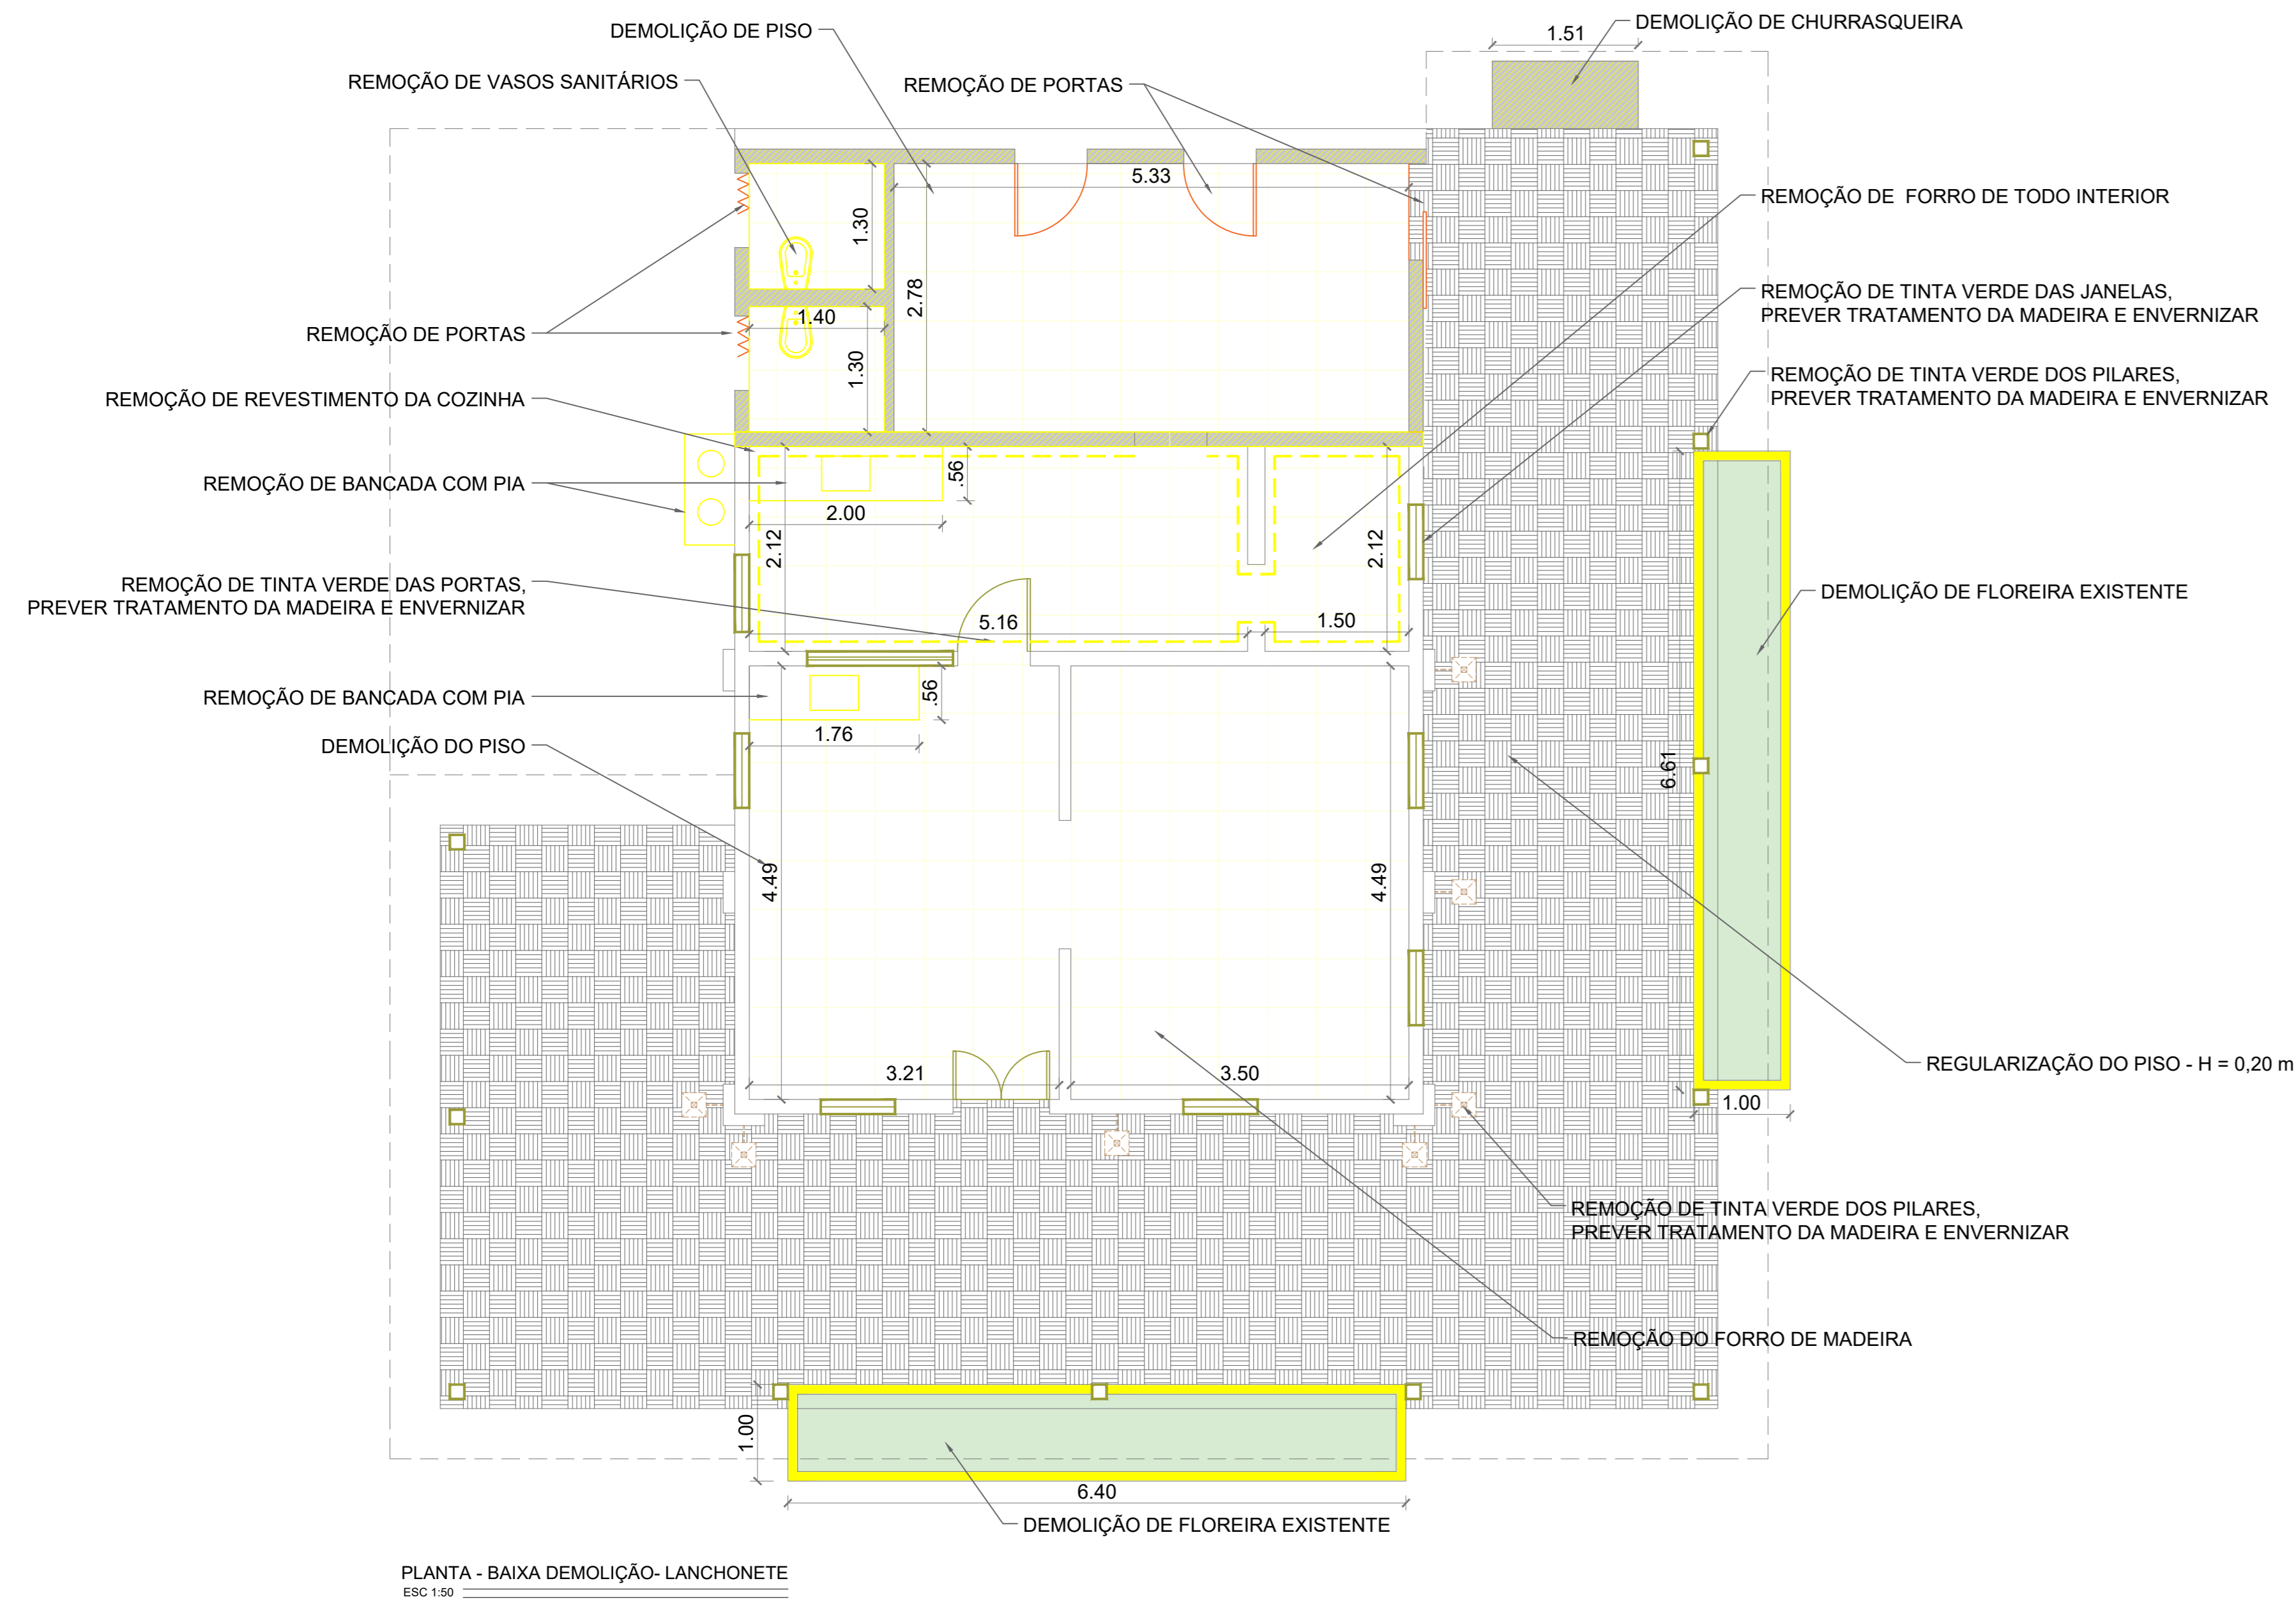 DEMOLIÇÃO DE CHURRASQUEIRA
1.51
DEMOLIÇÃO DE PISO
REMOÇÃO DE VASOS SANITÁRIOS
REMOÇÃO DE PORTAS
5.33
1.30
2.78
REMOÇÃO DE FORRO DE TODO INTERIOR
REMOÇÃO DE TINTA VERDE DAS JANELAS,
PREVER TRATAMENTO DA MADEIRA E ENVERNIZAR
1.40
REMOÇÃO DE PORTAS
1.30
REMOÇÃO DE TINTA VERDE DOS PILARES,
PREVER TRATAMENTO DA MADEIRA E ENVERNIZAR
REMOÇÃO DE REVESTIMENTO DA COZINHA
.56
REMOÇÃO DE BANCADA COM PIA
2.00
2.12
2.12
REMOÇÃO DE TINTA VERDE DAS PORTAS,
PREVER TRATAMENTO DA MADEIRA E ENVERNIZAR
DEMOLIÇÃO DE FLOREIRA EXISTENTE
5.16
1.50
REMOÇÃO DE BANCADA COM PIA
.56
1.76
DEMOLIÇÃO DO PISO
6.61
4.49
4.49
REGULARIZAÇÃO DO PISO - H = 0,20 m
3.21
3.50
1.00
REMOÇÃO DE TINTA VERDE DOS PILARES,
PREVER TRATAMENTO DA MADEIRA E ENVERNIZAR
REMOÇÃO DO FORRO DE MADEIRA
1.00
6.40
DEMOLIÇÃO DE FLOREIRA EXISTENTE
PLANTA - BAIXA DEMOLIÇÃO- LANCHONETE
ESC 1:50